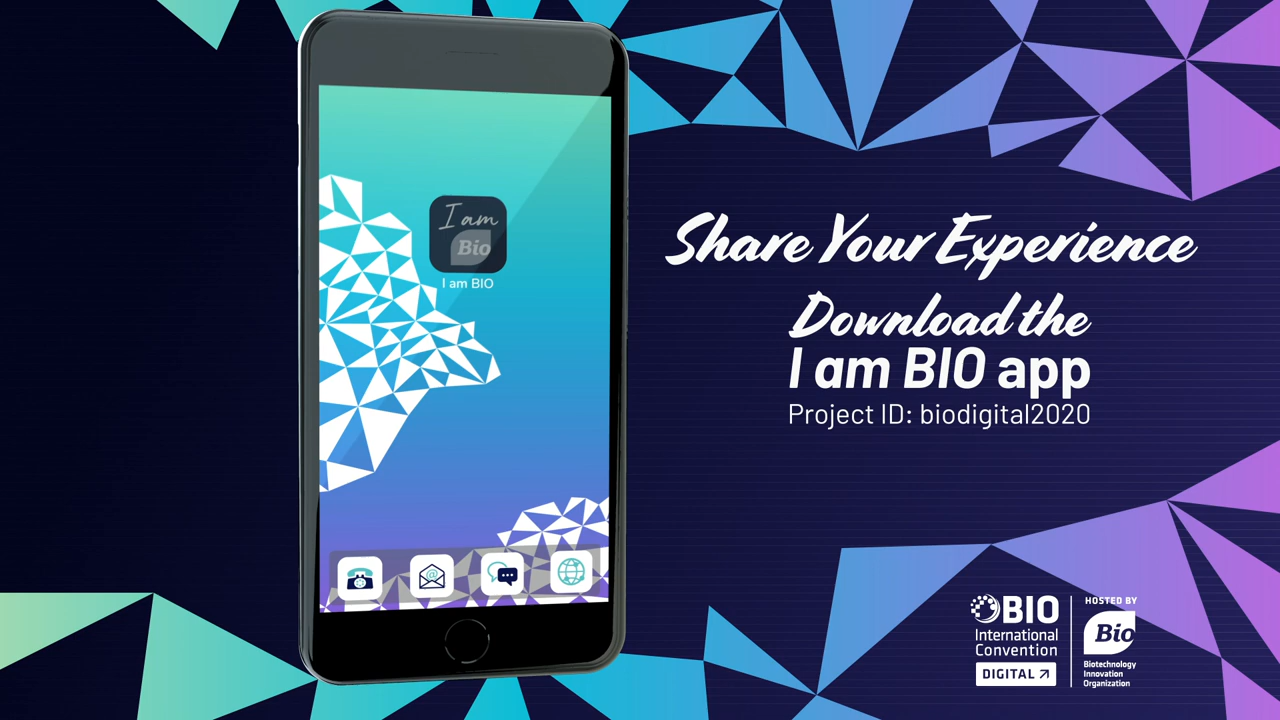 I am
Bio
I am BIO
Share Your Experience
Download the
I am BIO app
Project ID: biodigital2020
BIO
International
Convention
DIGITAL
HOSTED BY
Bio
Biotechnology
Innovation
Organization